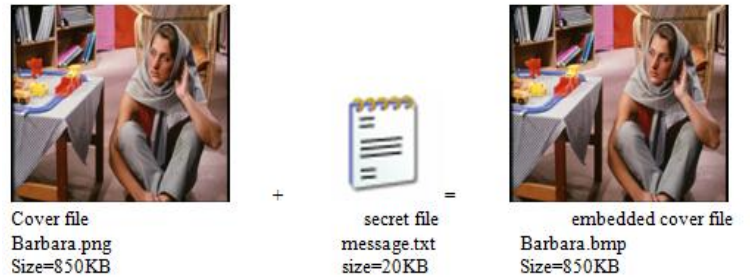 +
=
Cover file secret file embedded cover file
Barbara.png message.txt Barbara.bmp
Size=850KB size=20KB Size=850KB